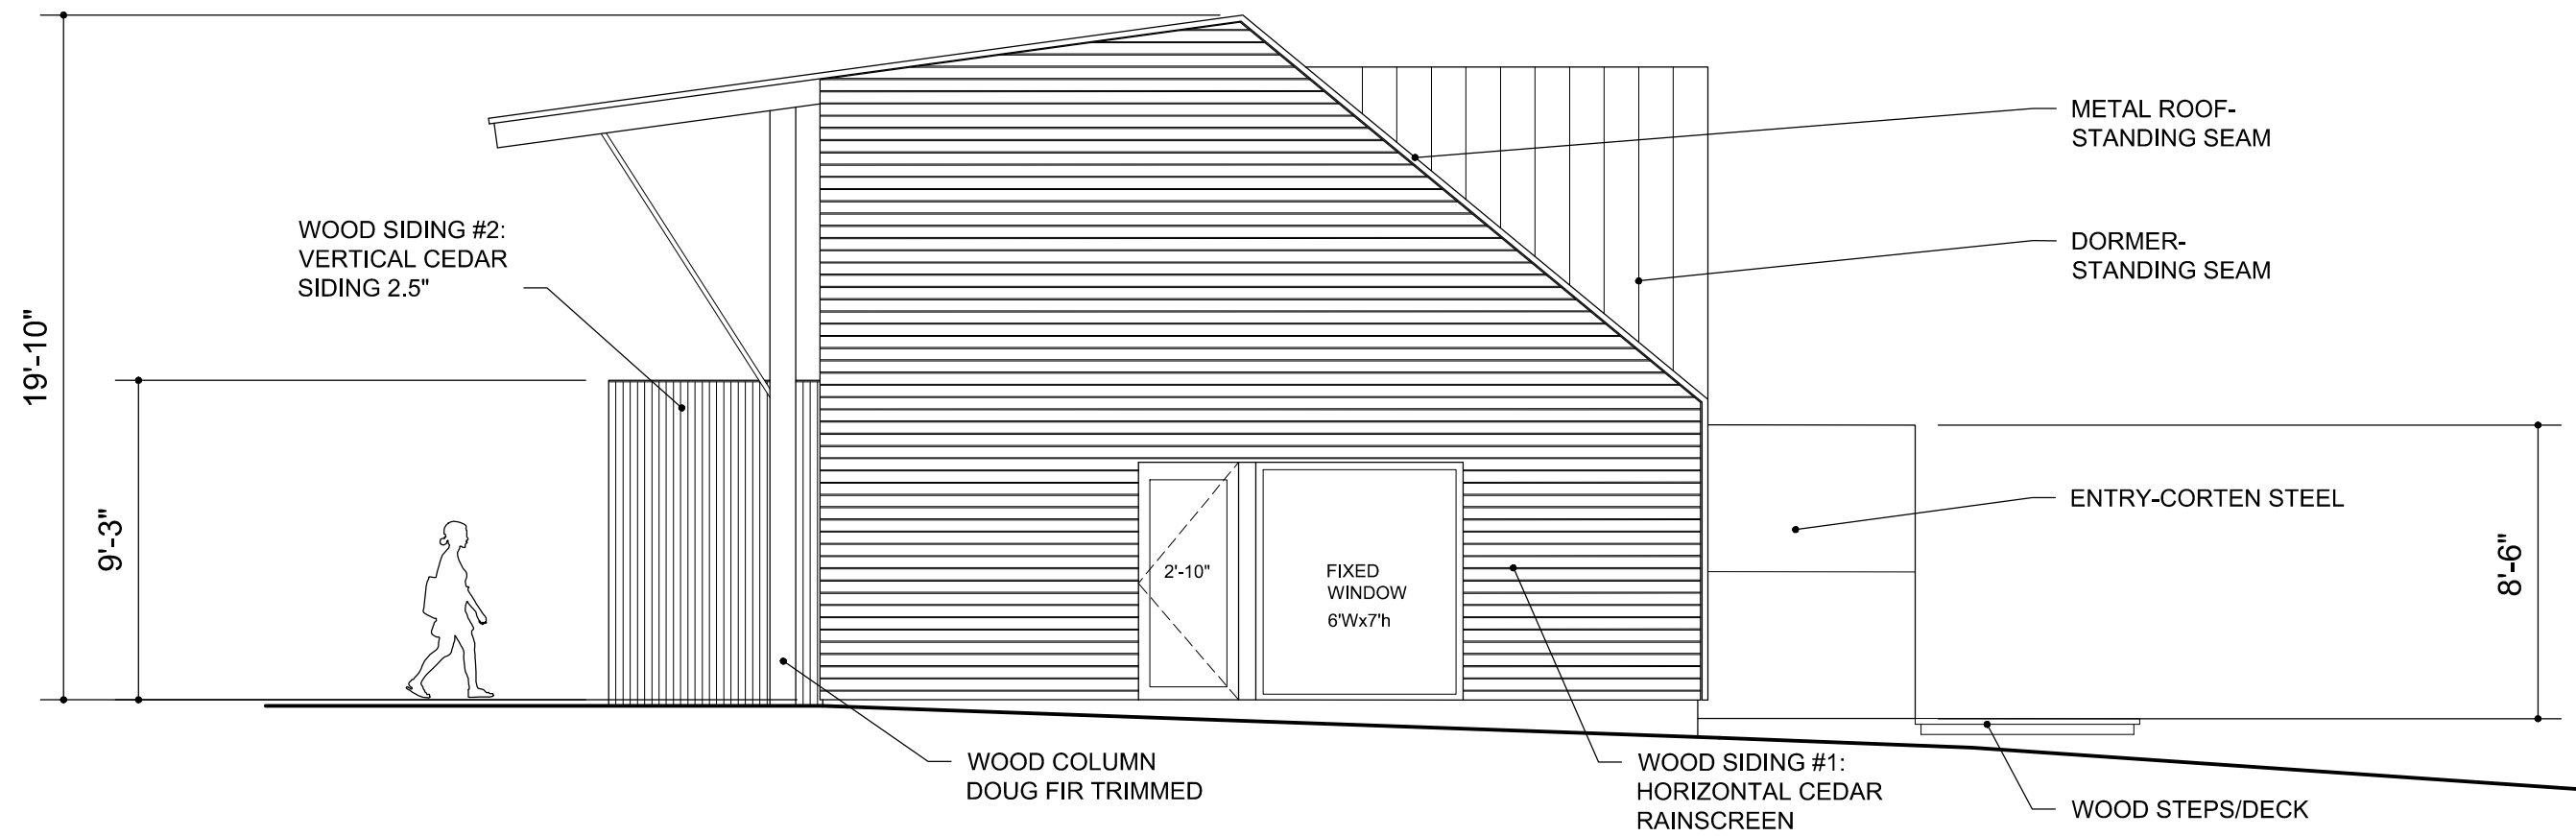 METAL ROOF-
STANDING SEAM
WOOD SIDING #2:
VERTICAL CEDAR
SIDING 2.5"
DORMER-
STANDING SEAM
19'-10"
9'-3"
2'-10"
FIXED
WINDOW
6'Wx7'h
ENTRY-CORTEN STEEL
8'-6"
WOOD COLUMN
DOUG FIR TRIMMED
WOOD SIDING #1:
HORIZONTAL CEDAR
RAINSCREEN
WOOD STEPS/DECK